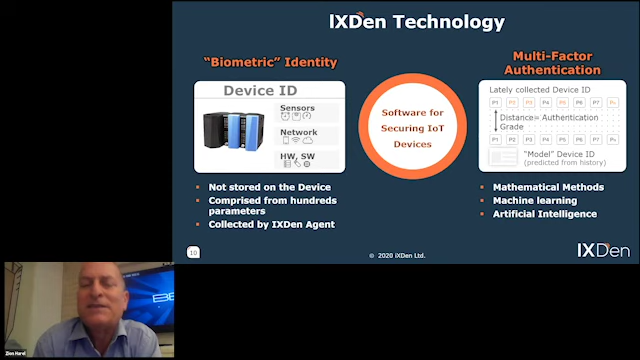 IXDen Technology
“Biometric” Identity
Device ID
Sensors
Network
HW, SW
Not stored on the Device
Comprised from hundreds
parameters
Collected by IXDen Agent
Software for
Securing IoT
Devices
Multi-Factor
Authentication
Lately collected Device ID
P1 P2 P3 P4 P5 P6 P7
Distance= Authentication
Grade
P1 P2 P3 P4 P5 P6 P7
“Model” Device ID
(predicted from history)
Mathematical Methods
Machine learning
Artificial Intelligence
10
© 2020 iXDen Ltd.
IXDen